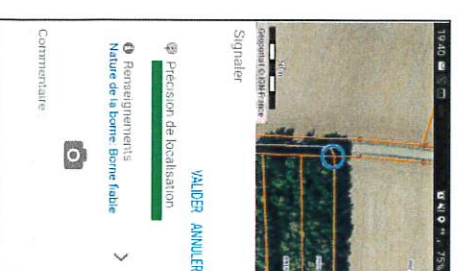 19:40
75%
50m
Géoportail © IGN France
Signaler
VALIDER ANNULER
Précision de localisation
Renseignements
Nature de la borne: Borne fiable
Commentaire